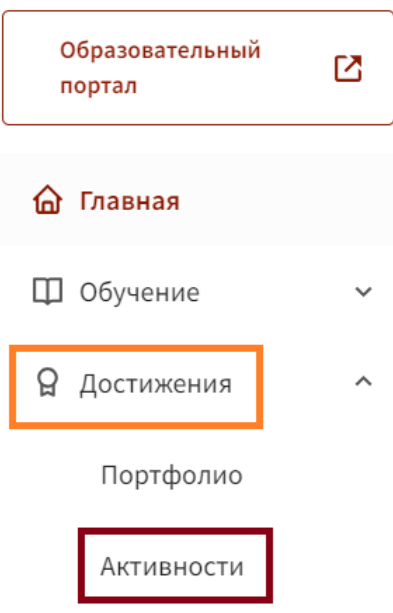 Образовательный
портал
Главная
Обучение
Достижения
Портфолио
Активности